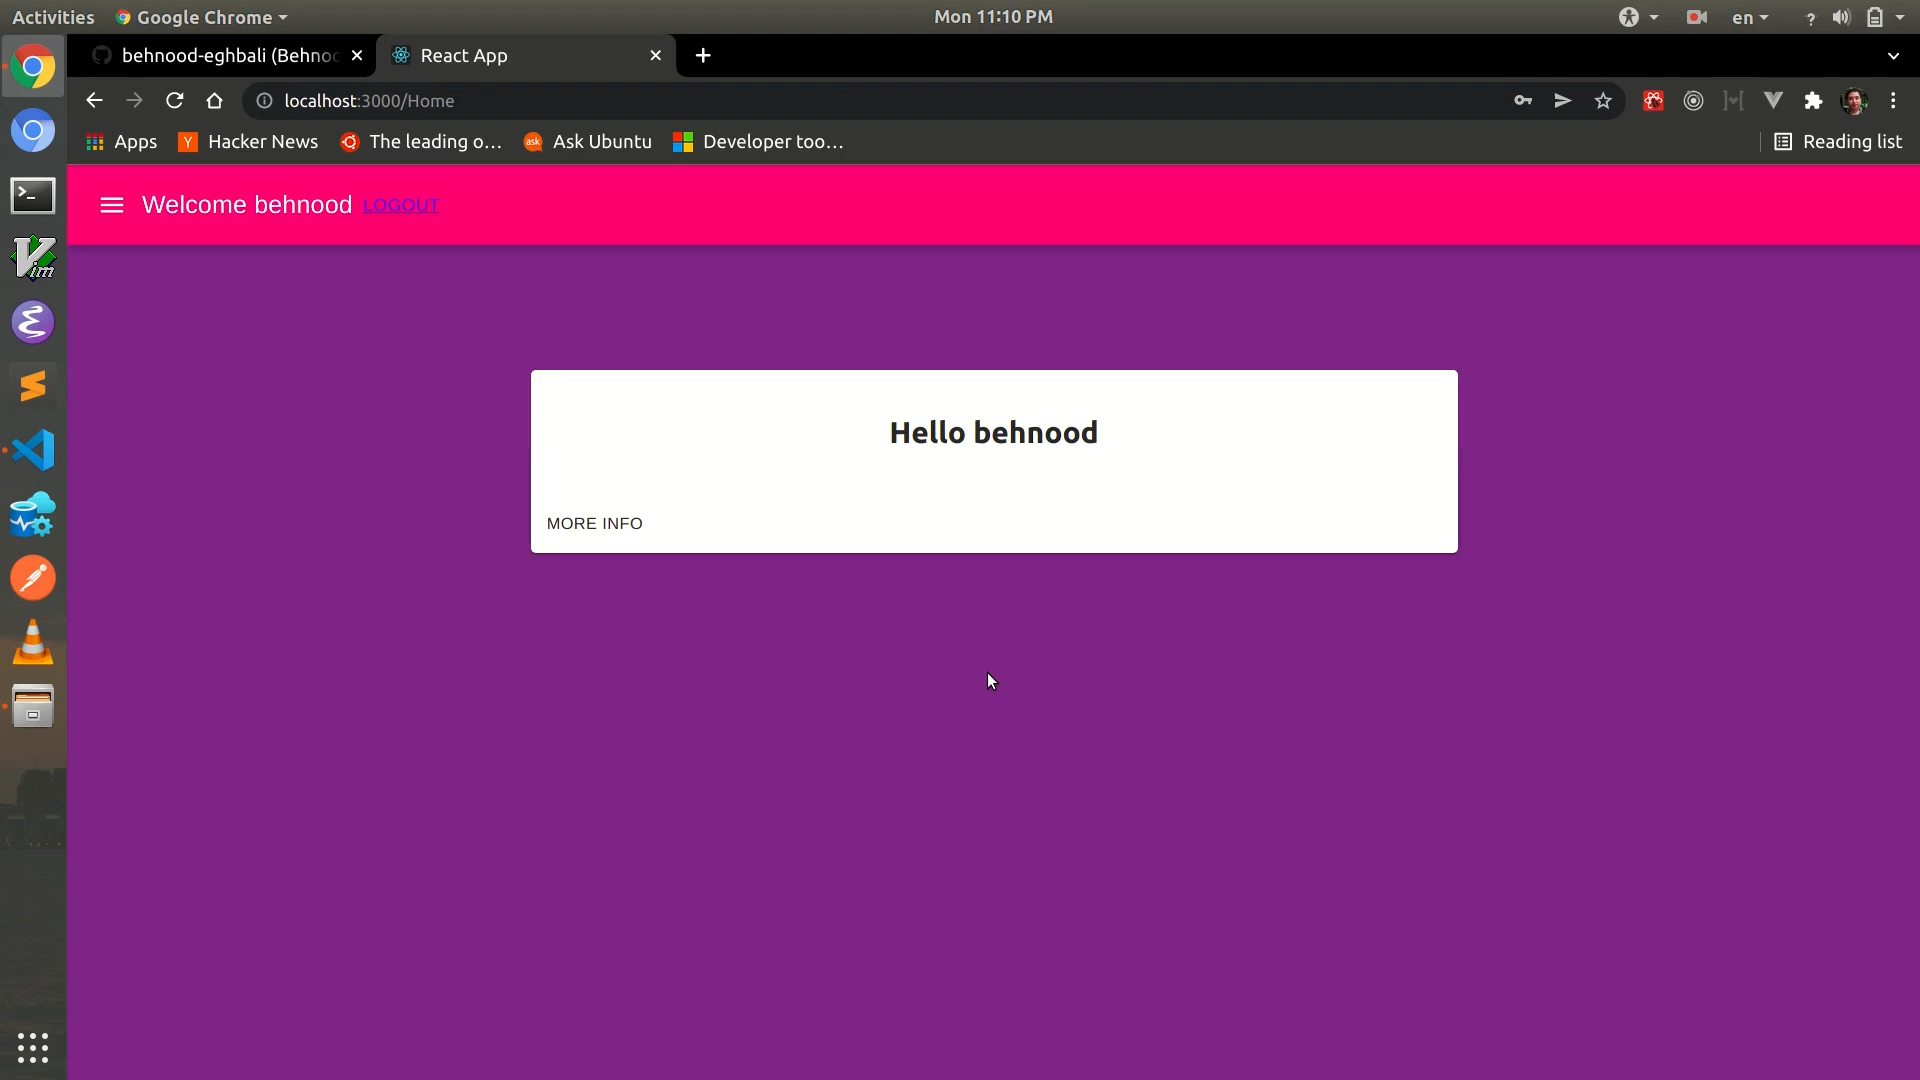 Activities
Google Chrome
Mon 11:10 PM
en
?
behnood-eghbali (Behnoo
React App
localhost:3000/Home
Apps
Hacker News
The leading o...
Ask Ubuntu
Developer too...
Reading list
Welcome behnood LOGOUT
Hello behnood
MORE INFO